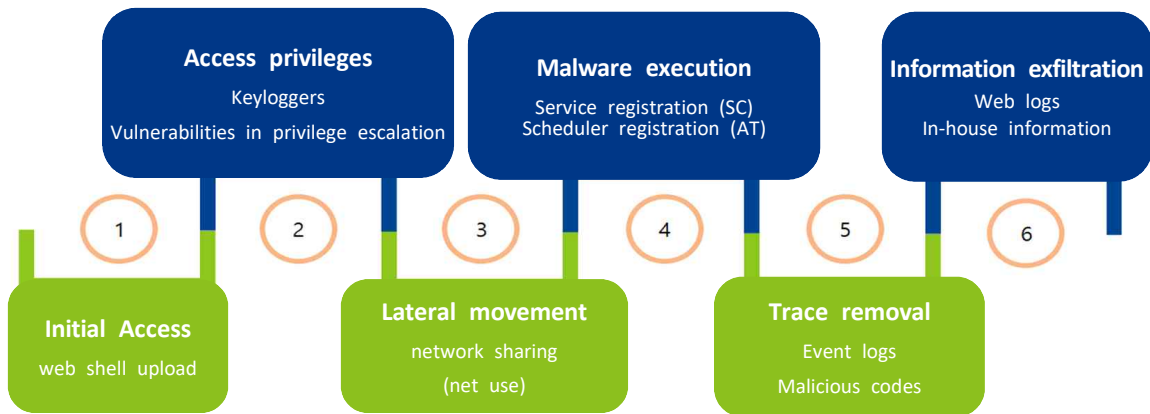 Access privileges
Keyloggers
Vulnerabilities in privilege escalation
Malware execution
Service registration (SC)
Scheduler registration (AT)
Information exfiltration
Web logs
In-house information
1
2
3
4
5
6
Initial Access
web shell upload
Lateral movement
network sharing
(net use)
Trace removal
Event logs
Malicious codes